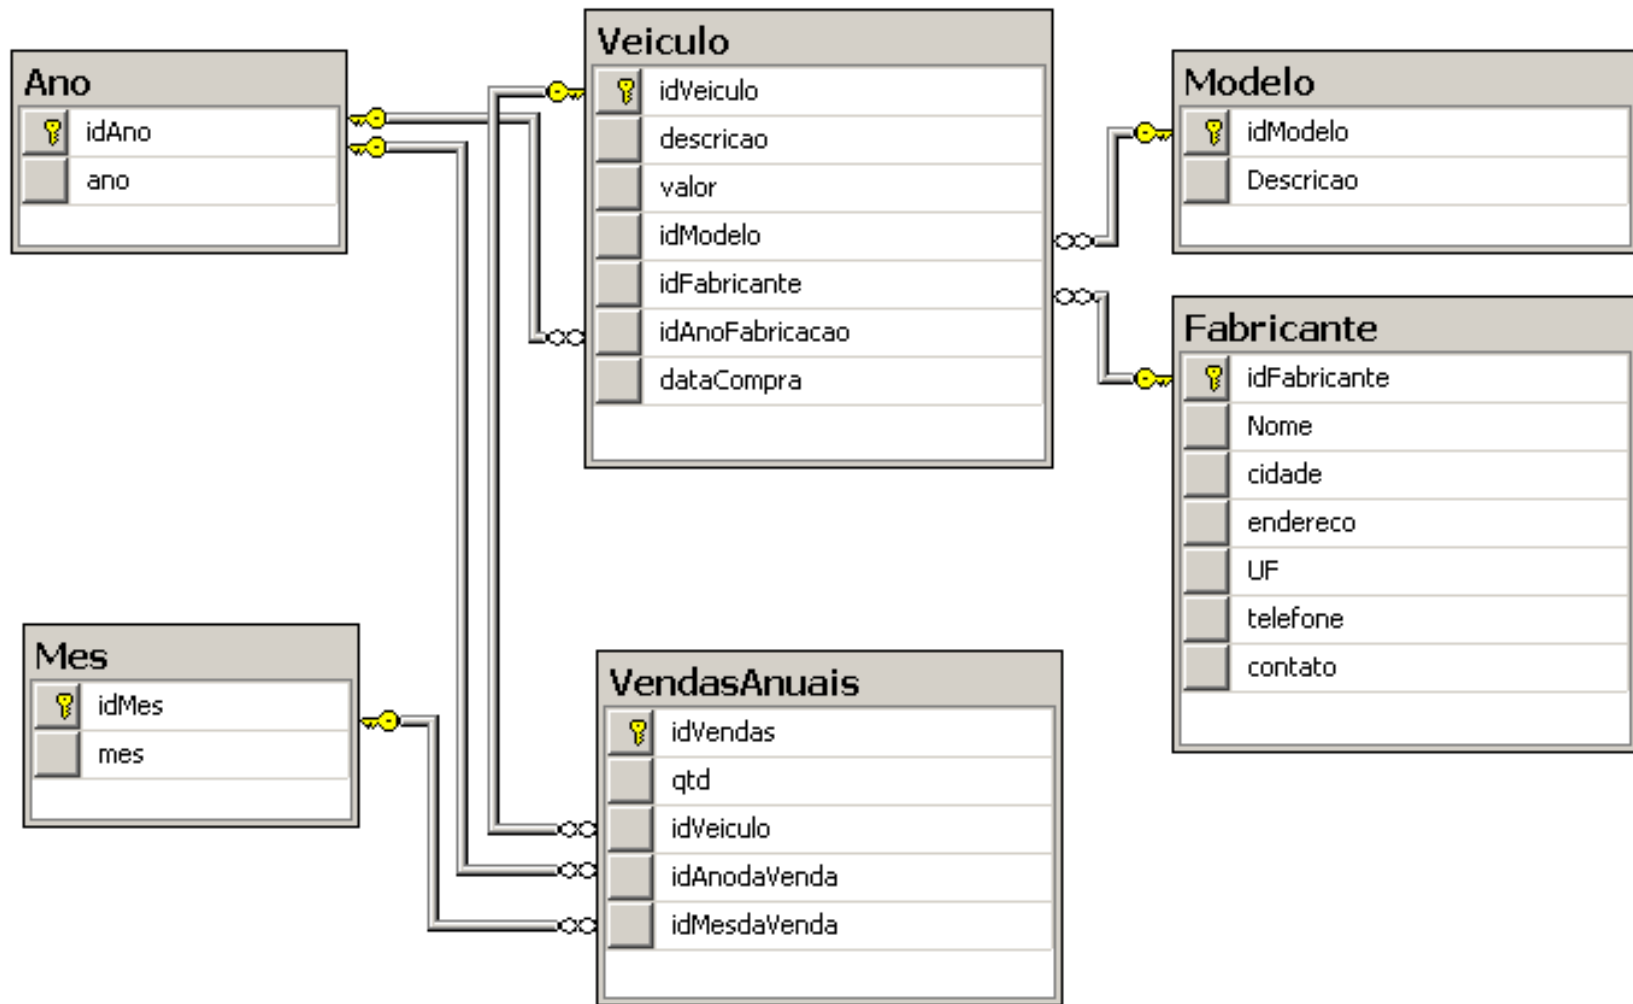 Ano
idAno
ano
Veiculo
idVeiculo
descricao
valor
idModelo
idFabricante
idAnoFabricacao
dataCompra
Modelo
idModelo
Descricao
Fabricante
idFabricante
Nome
cidade
endereco
UF
telefone
contato
Mes
idMes
mes
VendasAnuais
idVendas
qtd
idVeiculo
idAnodaVenda
idMesdaVenda